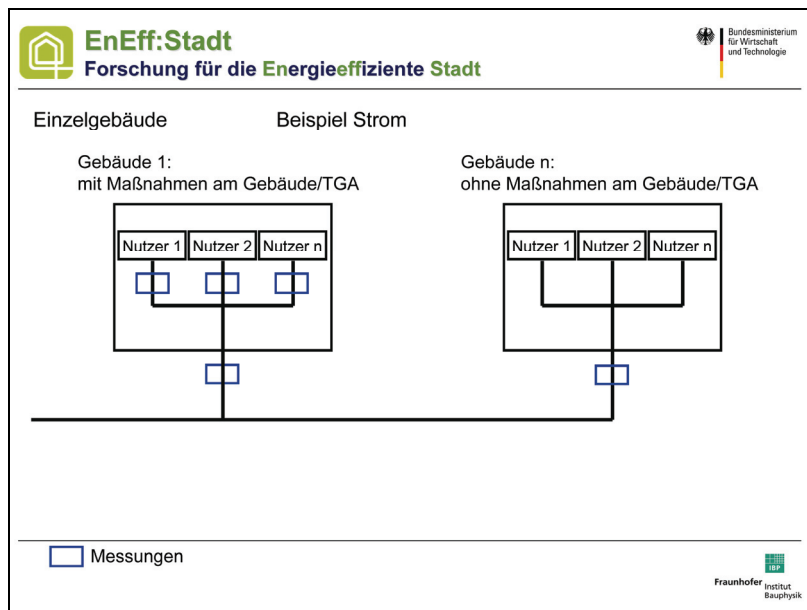 EnEff:Stadt
Forschung für die Energieeffiziente Stadt
Bundesministerium
für Wirtschaft
und Technologie
Einzelgebäude Beispiel Strom
Gebäude 1:
mit Maßnahmen am Gebäude/TGA
Gebäude n:
ohne Maßnahmen am Gebäude/TGA
Nutzer 1 Nutzer 2 Nutzer n
Nutzer 1 Nutzer 2 Nutzer n
Messungen
IBP
Fraunhofer Institut
Bauphysik